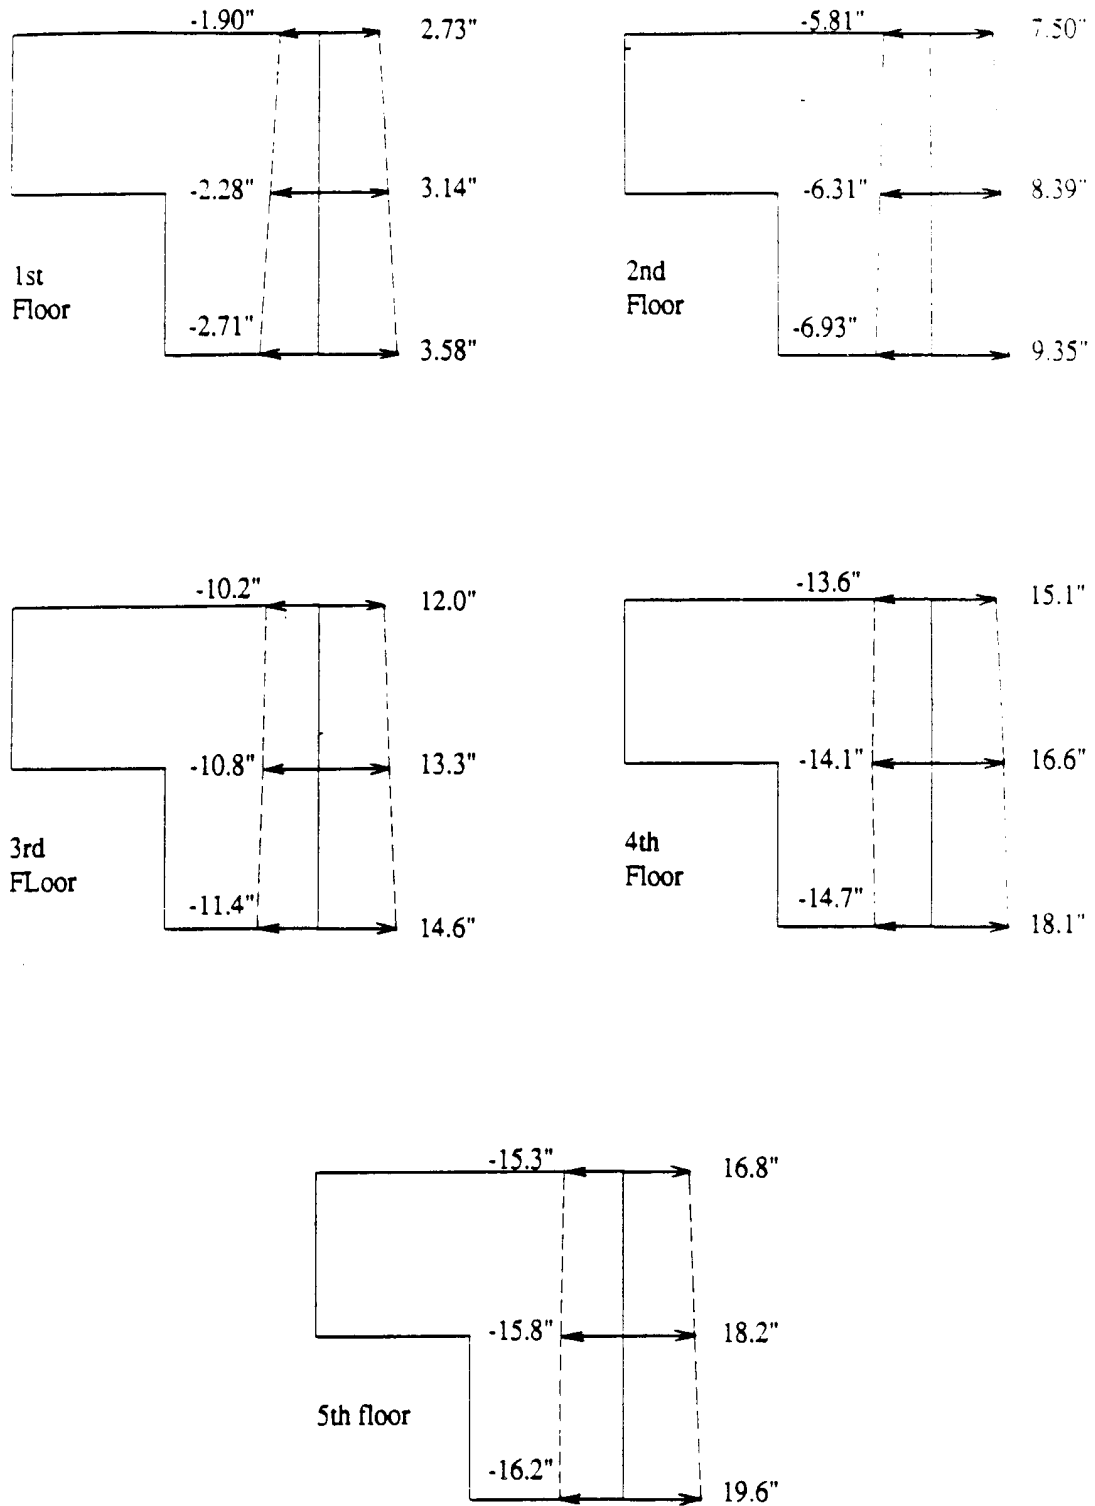 -1.90" 2.73"
-2.28" 3.14"
1st
Floor
-2.71" 3.58"
-5.81" 7.50"
-6.31" 8.39"
2nd
Floor
-6.93" 9.35"
-10.2" 12.0"
-10.8" 13.3"
3rd
FLoor
-11.4" 14.6"
-13.6" 15.1"
-14.1" 16.6"
4th
Floor
-14.7" 18.1"
-15.3" 16.8"
-15.8" 18.2"
5th floor
-16.2" 19.6"